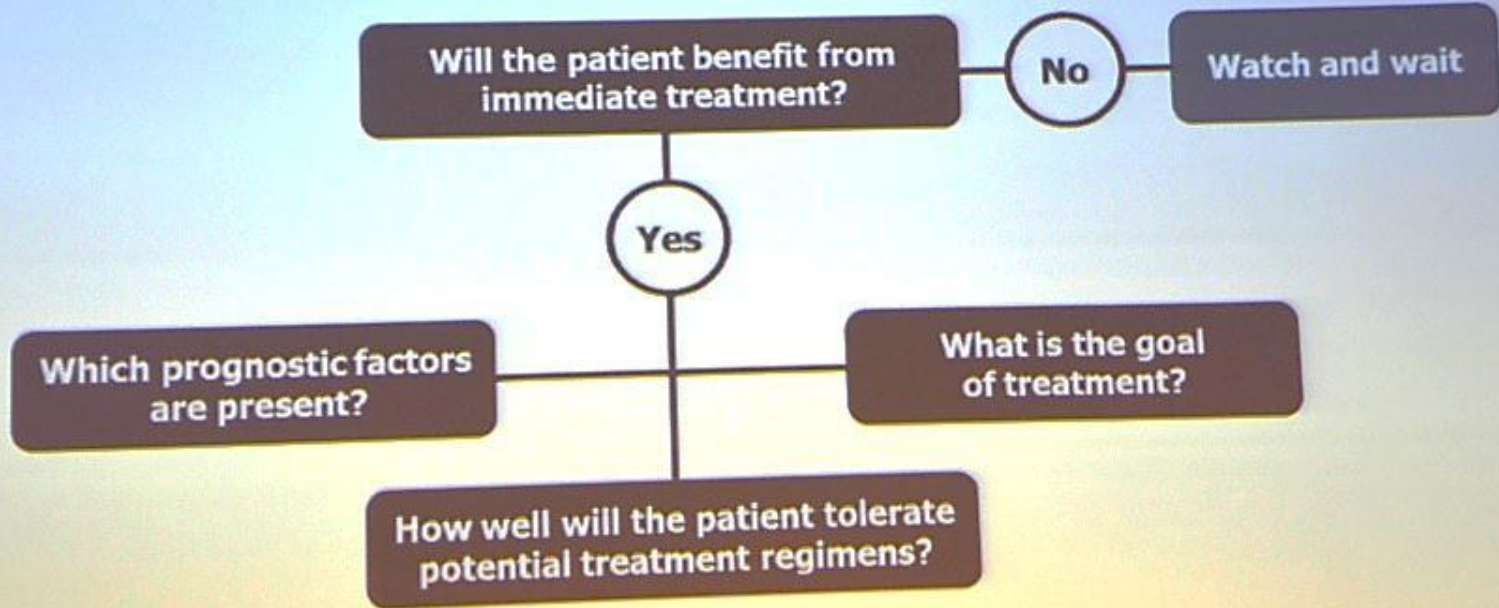 Will the patient benefit from
immediate treatment?
No
Watch and wait
Yes
Which prognostic factors
are present?
What is the goal
of treatment?
How well will the patient tolerate
potential treatment regimens?